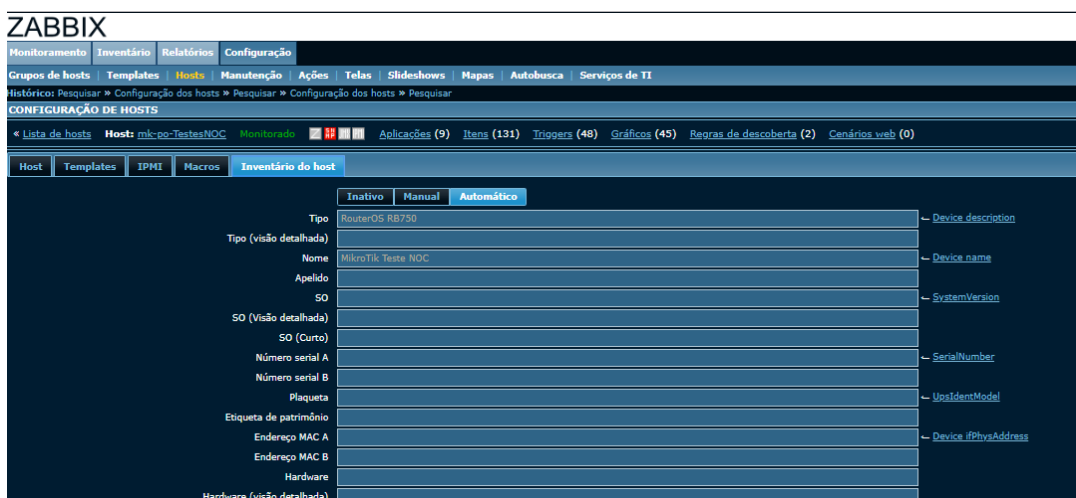 ZABBIX
Monitoramento Inventário Relatórios Configuração
Grupos de hosts | Templates | Hosts | Manutenção | Ações | Telas | Slideshows | Mapas | Autobusca | Serviços de TI
Histórico: Pesquisar » Configuração dos hosts » Pesquisar » Configuração dos hosts » Pesquisar
CONFIGURAÇÃO DE HOSTS
« Lista de hosts Host: mk-po-TestesNOC Monitorado Aplicações (9) Itens (131) Triggers (48) Gráficos (45) Regras de descoberta (2) Cenários web (0)
Host Templates IPMI Macros Inventário do host
Inativo Manual Automático
Tipo RouterOS RB750 Device description
Tipo (visão detalhada)
Nome MikroTik Teste NOC Device name
Apelido
SO SystemVersion
SO (Visão detalhada)
SO (Curto)
Número serial A SerialNumber
Número serial B
Plaqueta UpsIdentModel
Etiqueta de patrimônio
Endereço MAC A Device ifPhysAddress
Endereço MAC B
Hardware
Hardware (visão detalhada)